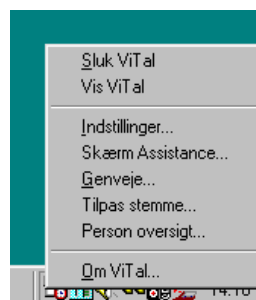 Sluk ViTal
Vis ViTal
Indstillinger...
Skærm Assistance...
Genveje...
Tilpas stemme...
Person oversigt...
Om ViTal...